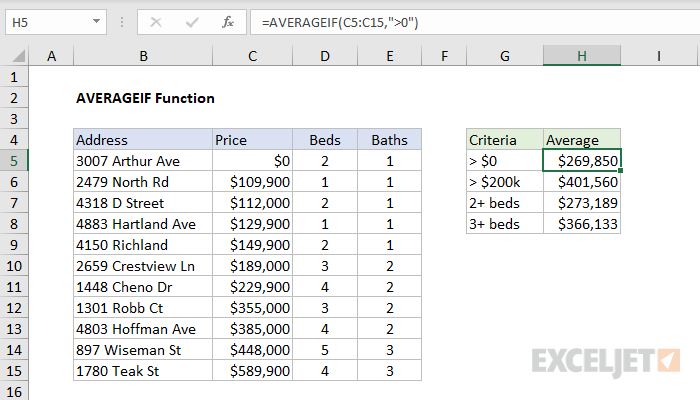 H5 fx =AVERAGEIF(C5:C15,">0")
A B C D E F G H I
1
2 AVERAGEIF Function
3
4 Address Price Beds Baths Criteria Average
5 3007 Arthur Ave $0 2 1 > $0 $269,850
6 2479 North Rd $109,900 1 1 > $200k $401,560
7 4318 D Street $112,000 2 1 2+ beds $273,189
8 4883 Hartland Ave $129,900 1 1 3+ beds $366,133
9 4150 Richland $149,900 2 1
10 2659 Crestview Ln $189,000 3 2
11 1448 Cheno Dr $229,900 4 2
12 1301 Robb Ct $355,000 3 2
13 4803 Hoffman Ave $385,000 4 2
14 897 Wiseman St $448,000 5 3
15 1780 Teak St $589,900 4 3
EXCELJET
16